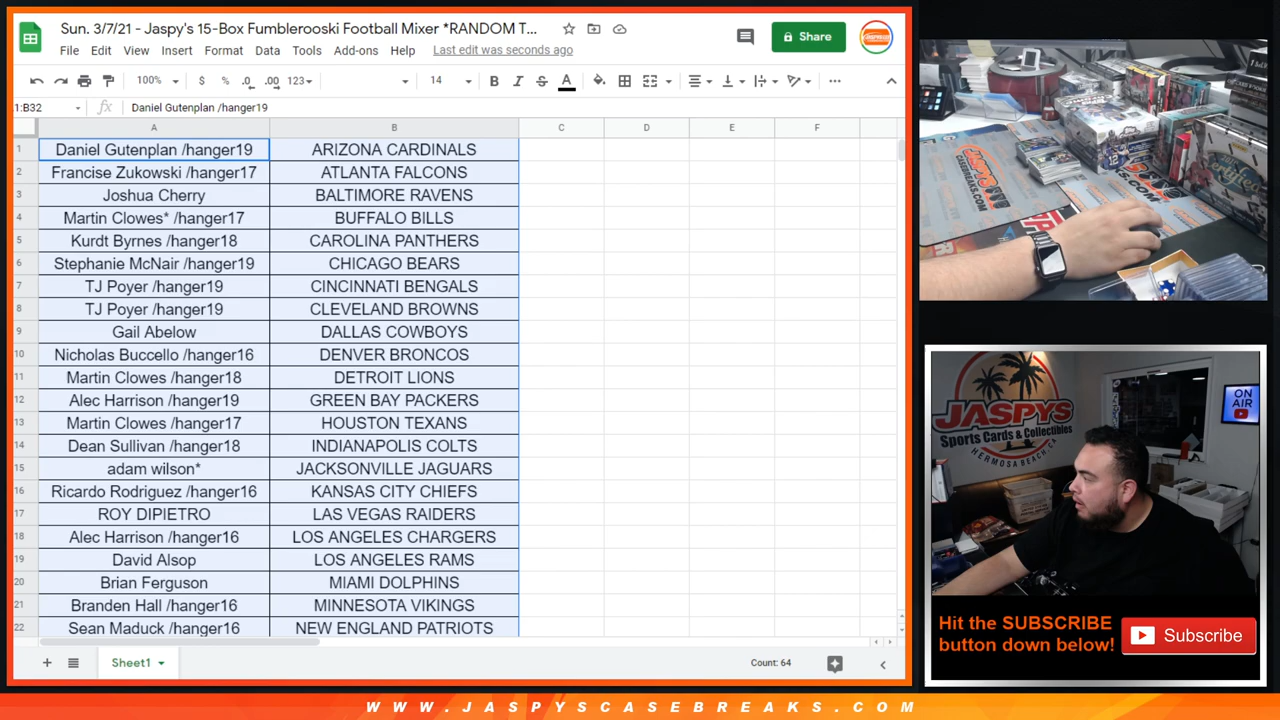 Sun. 3/7/21 - Jaspy's 15-Box Fumblerooski Football Mixer *RANDOM T...
File Edit View Insert Format Data Tools Add-ons Help Last edit was seconds ago
Share
100% $ % .0 .00 123 14 B I S A
1:B32 fx Daniel Gutenplan /hanger19
A B C D E F
1 Daniel Gutenplan /hanger19 ARIZONA CARDINALS
2 Francise Zukowski /hanger17 ATLANTA FALCONS
3 Joshua Cherry BALTIMORE RAVENS
4 Martin Clowes* /hanger17 BUFFALO BILLS
5 Kurdt Byrnes /hanger18 CAROLINA PANTHERS
6 Stephanie McNair /hanger19 CHICAGO BEARS
7 TJ Poyer /hanger19 CINCINNATI BENGALS
8 TJ Poyer /hanger19 CLEVELAND BROWNS
9 Gail Abelow DALLAS COWBOYS
10 Nicholas Buccello /hanger16 DENVER BRONCOS
11 Martin Clowes /hanger18 DETROIT LIONS
12 Alec Harrison /hanger19 GREEN BAY PACKERS
13 Martin Clowes /hanger17 HOUSTON TEXANS
14 Dean Sullivan /hanger18 INDIANAPOLIS COLTS
15 adam wilson* JACKSONVILLE JAGUARS
16 Ricardo Rodriguez /hanger16 KANSAS CITY CHIEFS
17 ROY DIPIETRO LAS VEGAS RAIDERS
18 Alec Harrison /hanger16 LOS ANGELES CHARGERS
19 David Alsop LOS ANGELES RAMS
20 Brian Ferguson MIAMI DOLPHINS
21 Branden Hall /hanger16 MINNESOTA VIKINGS
22 Sean Maduck /hanger16 NEW ENGLAND PATRIOTS
Sheet1
Count: 64
JASPYS
CASEBREAKS.COM
JASPYS
Sports Cards & Collectibles
HERMOSA BEACH, CA
ON
AIR
Hit the SUBSCRIBE
button down below!
Subscribe
WWW.JASPYSCASEBREAKS.COM